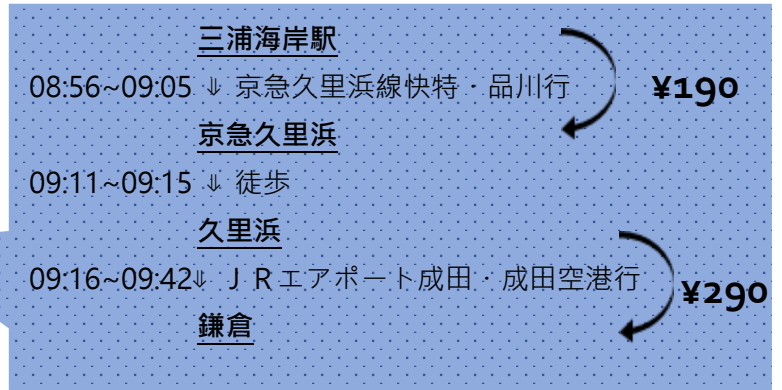 三浦海岸駅
08:56~09:05 ⇓ 京急久里浜線快特・品川行 ¥190
京急久里浜
09:11~09:15 ⇓ 徒歩
久里浜
09:16~09:42⇓ ＪＲエアポート成田・成田空港行 ¥290
鎌倉